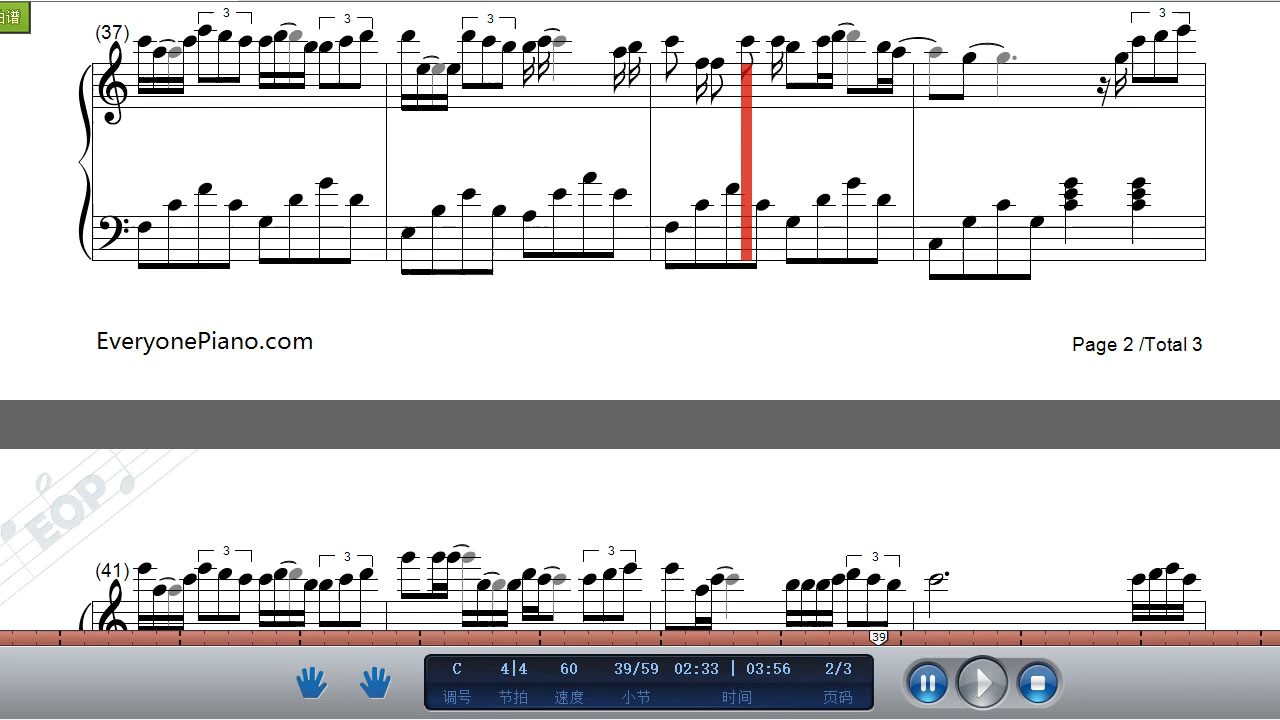 谱
3 3 3 3
(37)
EveryonePiano.com
Page 2 /Total 3
EOP
3 3 3 3
(41)
39
C 4|4 60 39/59 02:33 | 03:56 2/3
调号 节拍 速度 小节 时间 页码